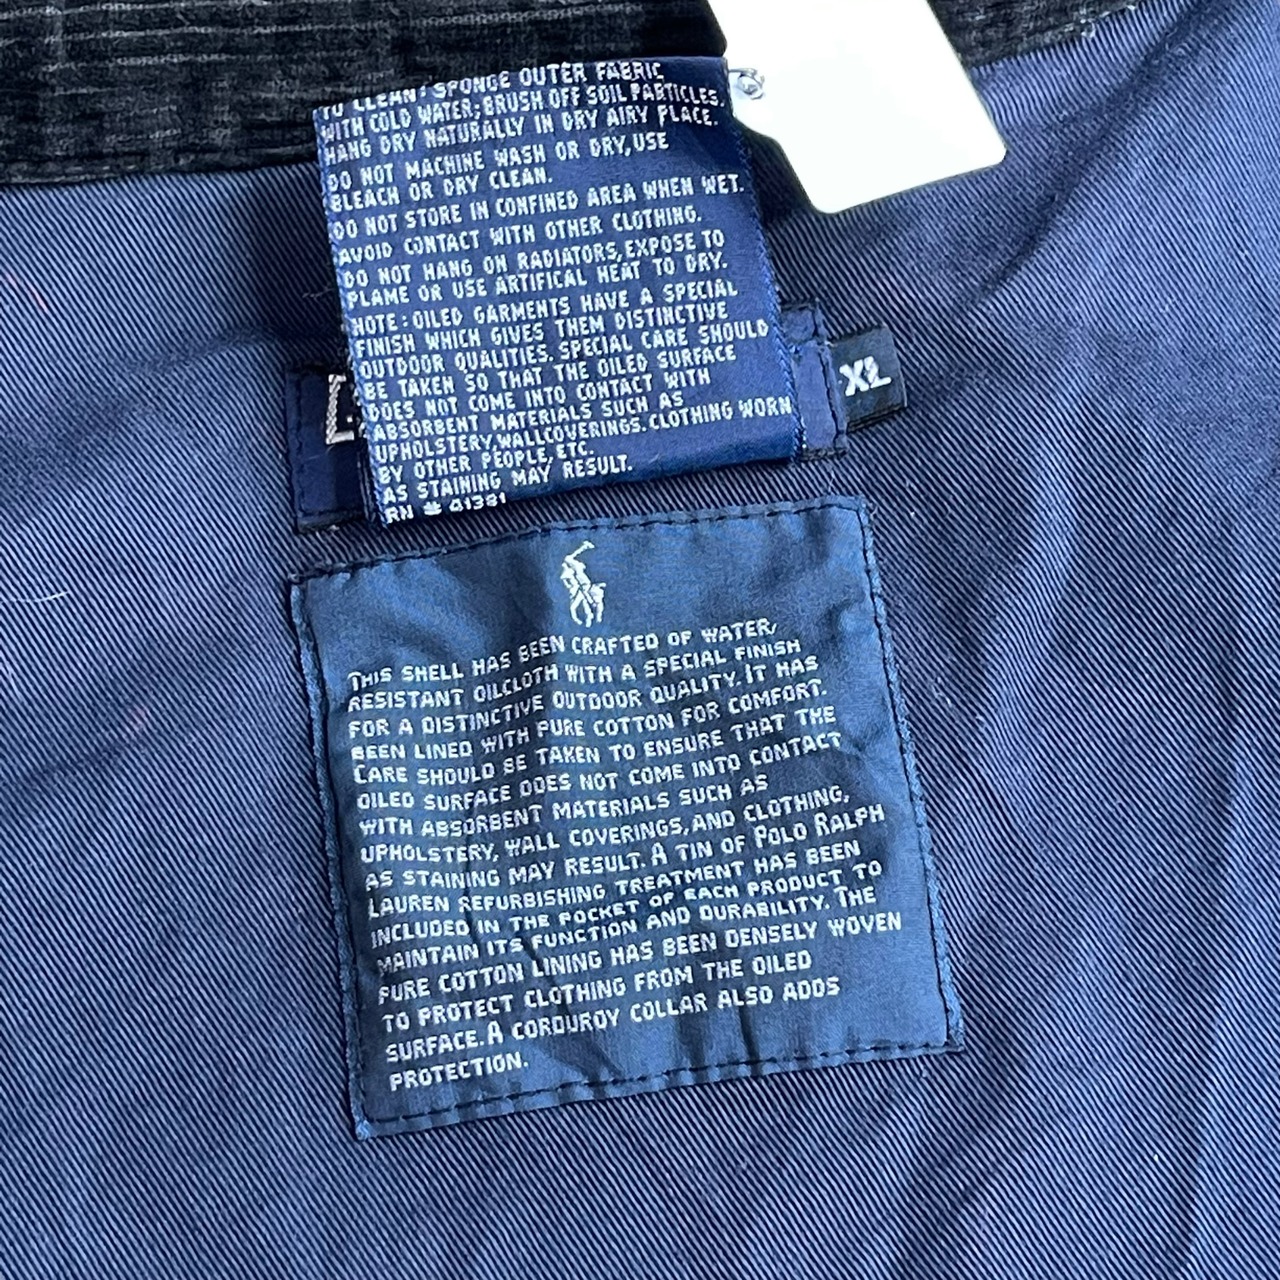 TO CLEAN: SPONGE OUTER FABRIC
WITH COLD WATER; BRUSH OFF SOIL PARTICLES.
HANG DRY NATURALLY IN DRY AIRY PLACE.
DO NOT MACHINE WASH OR DRY, USE
BLEACH OR DRY CLEAN.
DO NOT STORE IN CONFINED AREA WHEN WET.
AVOID CONTACT WITH OTHER CLOTHING.
DO NOT HANG ON RADIATORS, EXPOSE TO
FLAME OR USE ARTIFICAL HEAT TO DRY.
NOTE: OILED GARMENTS HAVE A SPECIAL
FINISH WHICH GIVES THEM DISTINCTIVE
OUTDOOR QUALITIES. SPECIAL CARE SHOULD
BE TAKEN SO THAT THE OILED SURFACE
DOES NOT COME INTO CONTACT WITH
ABSORBENT MATERIALS SUCH AS
UPHOLSTERY, WALLCOVERINGS. CLOTHING WORN
BY OTHER PEOPLE, ETC.
AS STAINING MAY RESULT.
RN # 41381
XL
THIS SHELL HAS BEEN CRAFTED OF WATER,
RESISTANT OILCLOTH WITH A SPECIAL FINISH
FOR A DISTINCTIVE OUTDOOR QUALITY. IT HAS
BEEN LINED WITH PURE COTTON FOR COMFORT.
CARE SHOULD BE TAKEN TO ENSURE THAT THE
OILED SURFACE DOES NOT COME INTO CONTACT
WITH ABSORBENT MATERIALS SUCH AS
UPHOLSTERY, WALL COVERINGS, AND CLOTHING,
AS STAINING MAY RESULT. A TIN OF POLO RALPH
LAUREN REFURBISHING TREATMENT HAS BEEN
INCLUDED IN THE POCKET OF EACH PRODUCT TO
MAINTAIN ITS FUNCTION AND DURABILITY. THE
PURE COTTON LINING HAS BEEN DENSELY WOVEN
TO PROTECT CLOTHING FROM THE OILED
SURFACE. A CORDUROY COLLAR ALSO ADDS
PROTECTION.